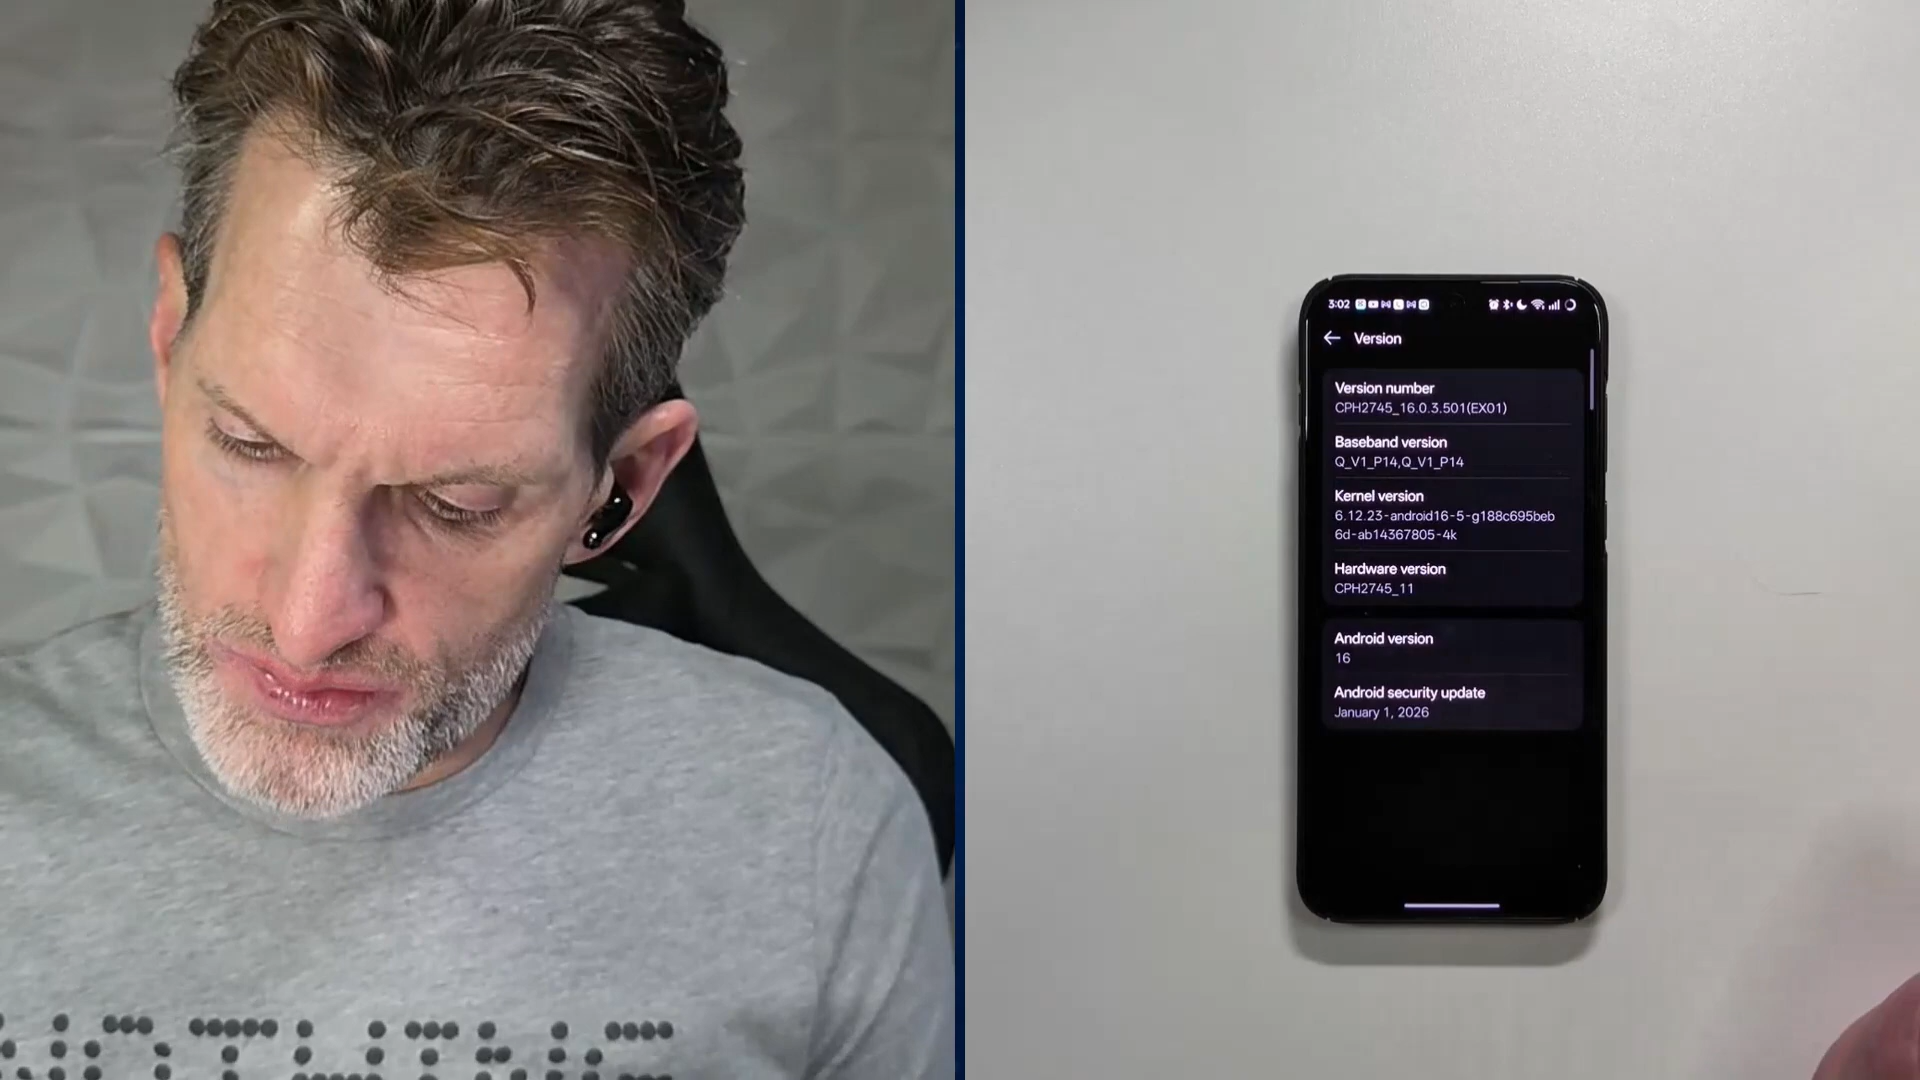 NOTHING
3:02
Version
Version number
CPH2745_16.0.3.501(EX01)
Baseband version
Q_V1_P14,Q_V1_P14
Kernel version
6.12.23-android16-5-g188c695beb
6d-ab14367805-4k
Hardware version
CPH2745_11
Android version
16
Android security update
January 1, 2026